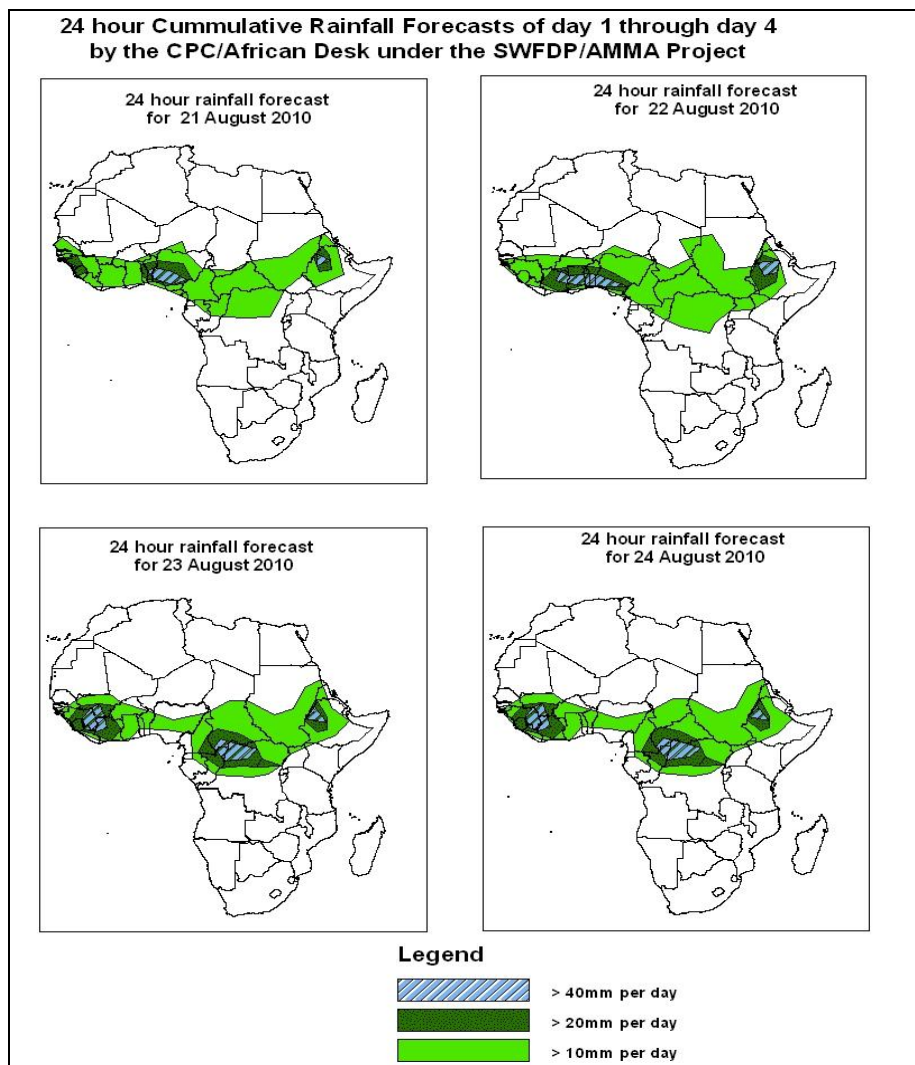 24 hour Cummulative Rainfall Forecasts of day 1 through day 4
by the CPC/African Desk under the SWFDP/AMMA Project
24 hour rainfall forecast
for 21 August 2010
24 hour rainfall forecast
for 22 August 2010
24 hour rainfall forecast
for 23 August 2010
24 hour rainfall forecast
for 24 August 2010
Legend
> 40mm per day
> 20mm per day
> 10mm per day